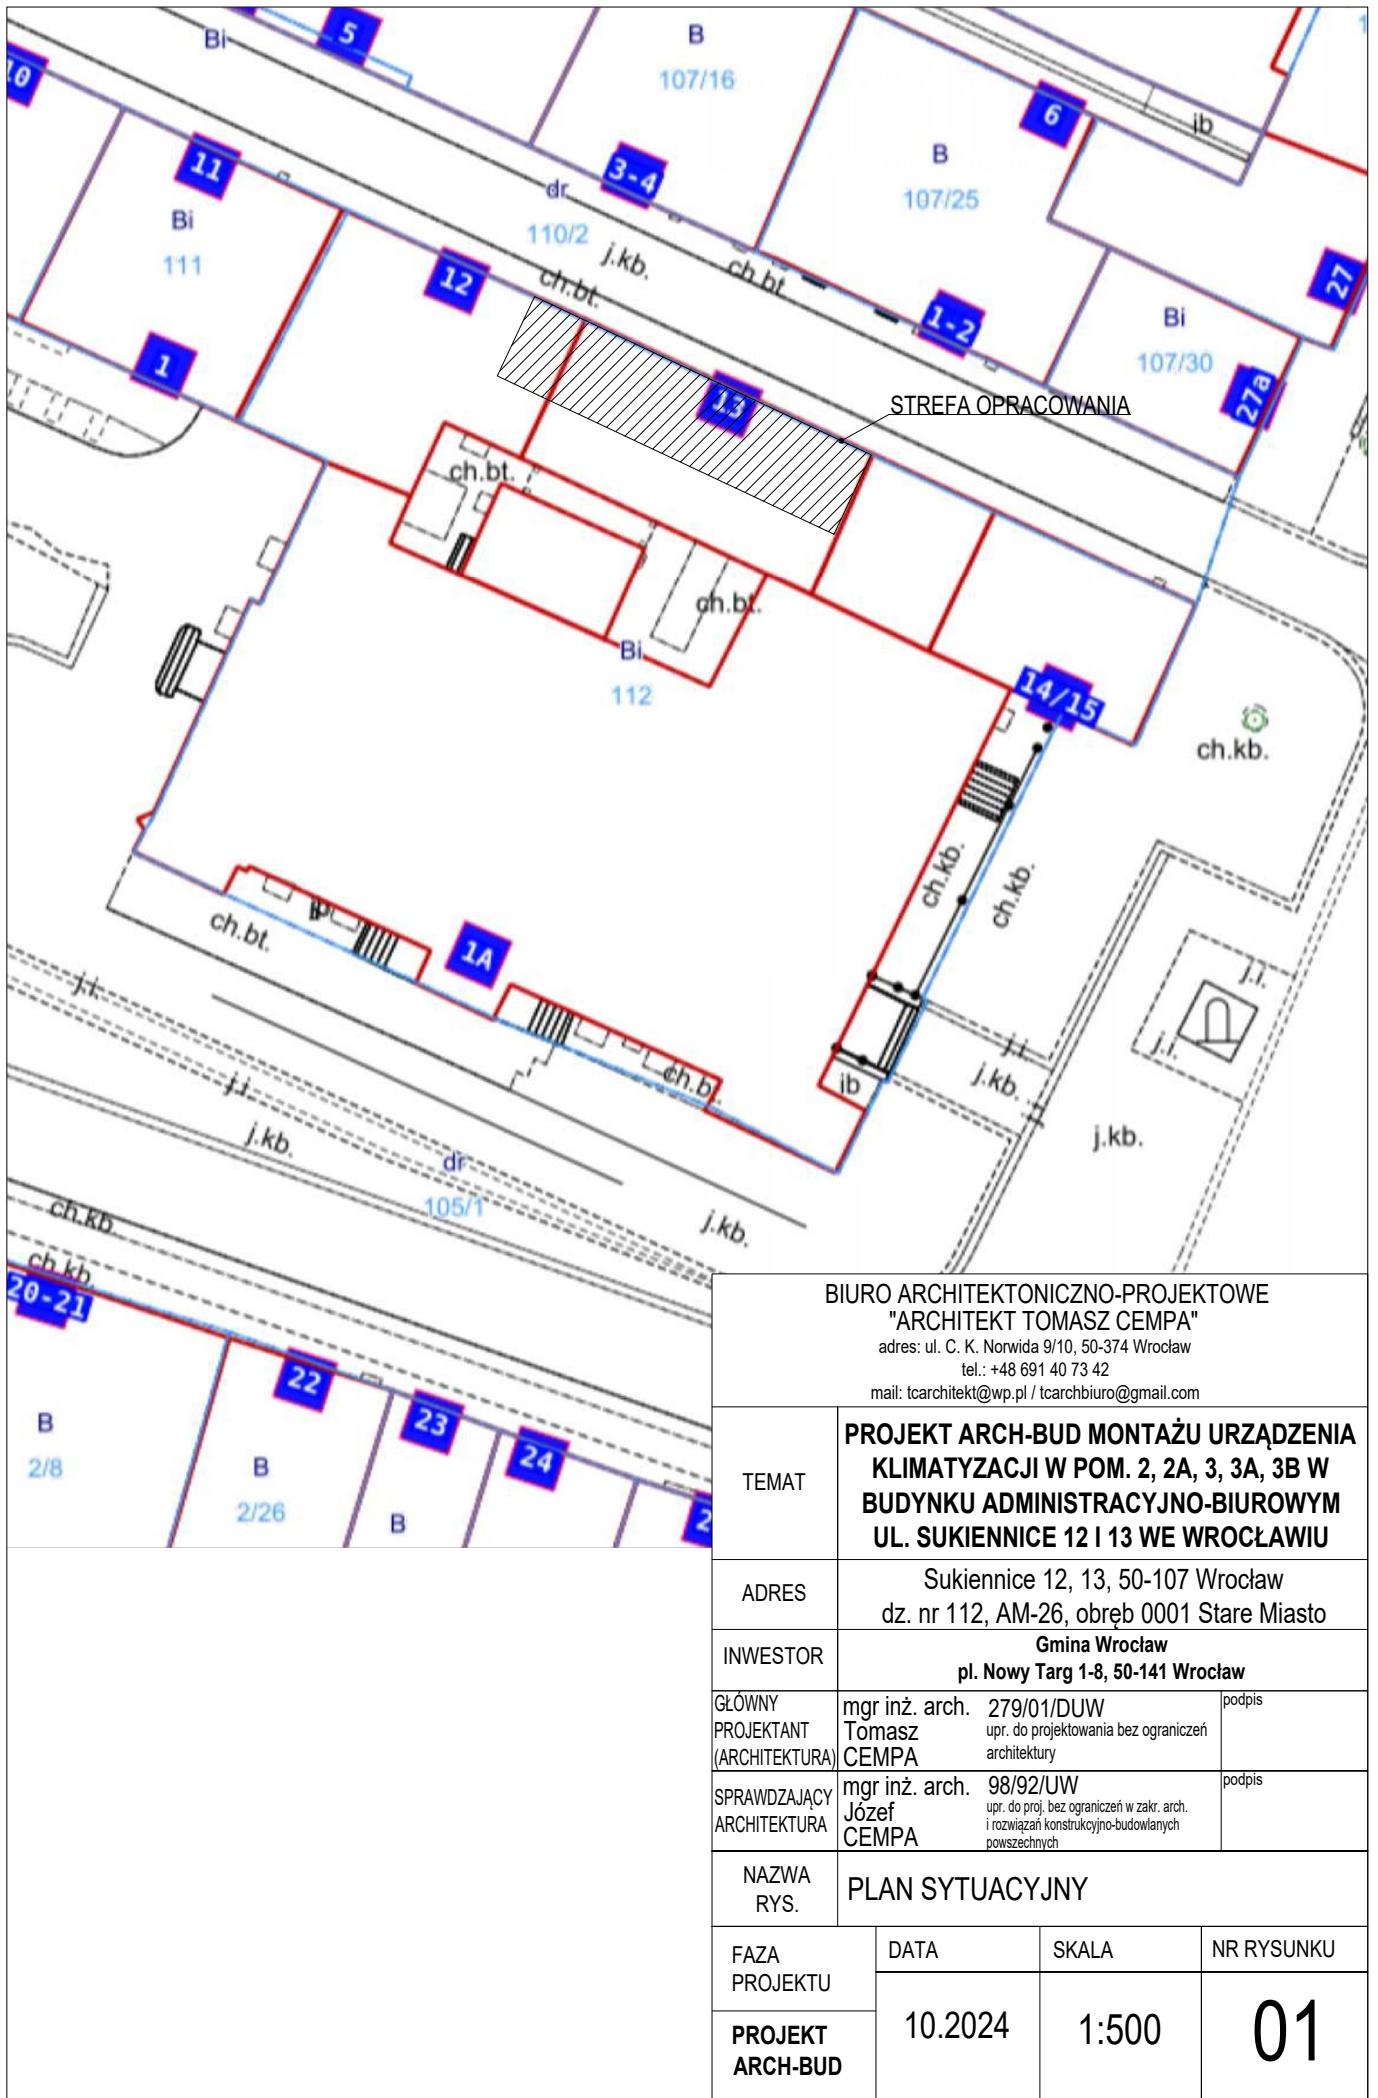 5
B
Bi
107/16
10
6
ib
11
3-4
B
dr
107/25
Bi
110/2
111
j.kb.
ch.bt
27
12
ch.bt.
1-2
Bi
107/30
1
27a
13
STREFA OPRACOWANIA
ch.bt.
ch.bt.
Bi
112
14/15
ch.kb.
ch.kb.
ch.kb.
ch.bt.
1A
j.i.
j.i.
j.i.
j.i.
j.kb.
ch.b.
ib
j.i.
j.kb.
j.kb.
dr
105/1
ch.kb.
j.kb.
ch.kb.
20-21
22
23
24
B
2/8
B
2/26
B
2
BIURO ARCHITEKTONICZNO-PROJEKTOWE
"ARCHITEKT TOMASZ CEMPA"
adres: ul. C. K. Norwida 9/10, 50-374 Wrocław
tel.: +48 691 40 73 42
mail: tcarchitekt@wp.pl / tcarchbiuro@gmail.com
TEMAT
PROJEKT ARCH-BUD MONTAŻU URZĄDZENIA
KLIMATYZACJI W POM. 2, 2A, 3, 3A, 3B W
BUDYNKU ADMINISTRACYJNO-BIUROWYM
UL. SUKIENNICE 12 I 13 WE WROCŁAWIU
ADRES
Sukiennice 12, 13, 50-107 Wrocław
dz. nr 112, AM-26, obręb 0001 Stare Miasto
INWESTOR
Gmina Wrocław
pl. Nowy Targ 1-8, 50-141 Wrocław
GŁÓWNY
PROJEKTANT
(ARCHITEKTURA)
mgr inż. arch.
Tomasz
CEMPA
279/01/DUW
upr. do projektowania bez ograniczeń
architektury
podpis
SPRAWDZAJĄCY
ARCHITEKTURA
mgr inż. arch.
Józef
CEMPA
98/92/UW
upr. do proj. bez ograniczeń w zakr. arch.
i rozwiązań konstrukcyjno-budowlanych
powszechnych
podpis
NAZWA
RYS.
PLAN SYTUACYJNY
FAZA
PROJEKTU
PROJEKT
ARCH-BUD
DATA
10.2024
SKALA
1:500
NR RYSUNKU
01